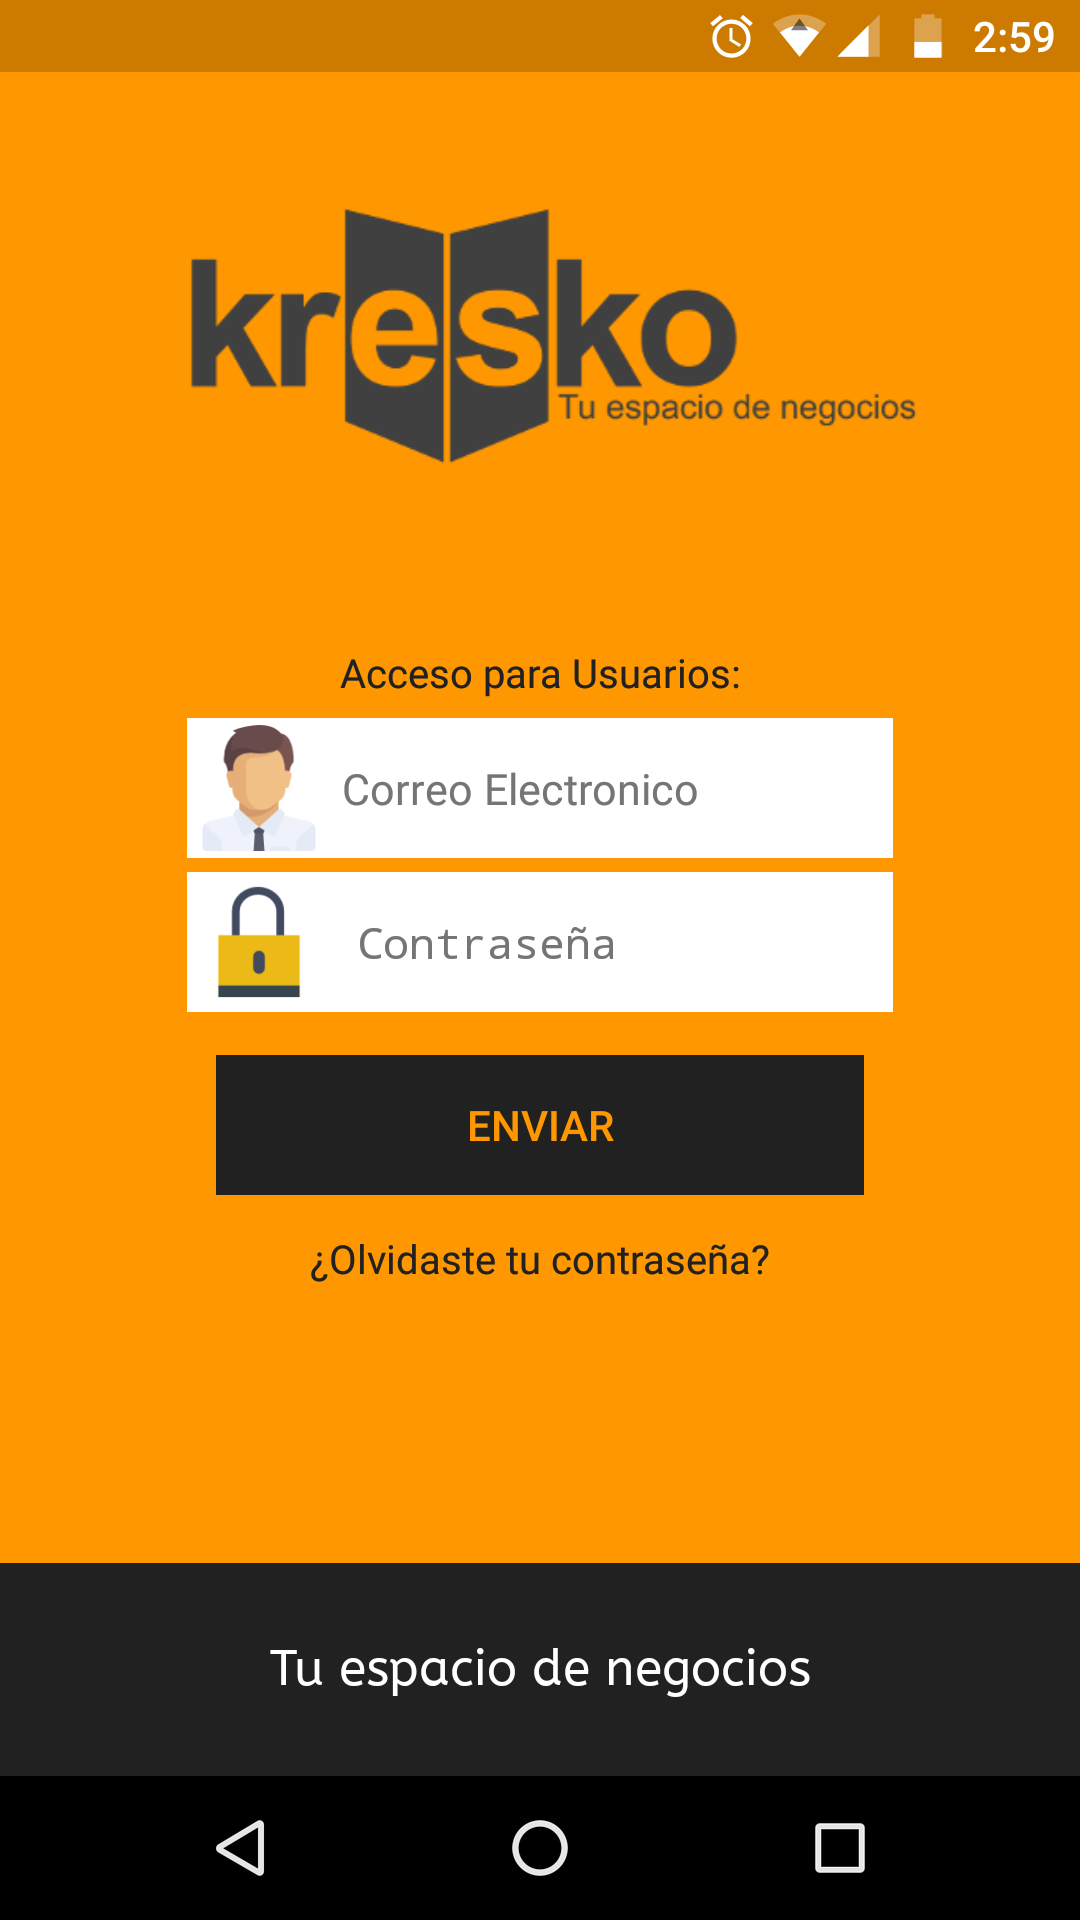 2:59
kresko
Tu espacio de negocios
Acceso para Usuarios:
Correo Electronico
Contraseña
ENVIAR
¿Olvidaste tu contraseña?
Tu espacio de negocios